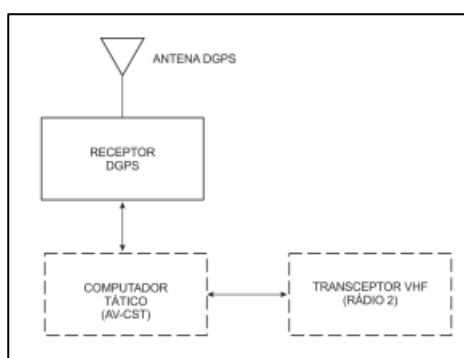 ANTENA DGPS
RECEPTOR
DGPS
COMPUTADOR
TÁTICO
(AV-CST)
TRANSCEPTOR VHF
(RÁDIO 2)